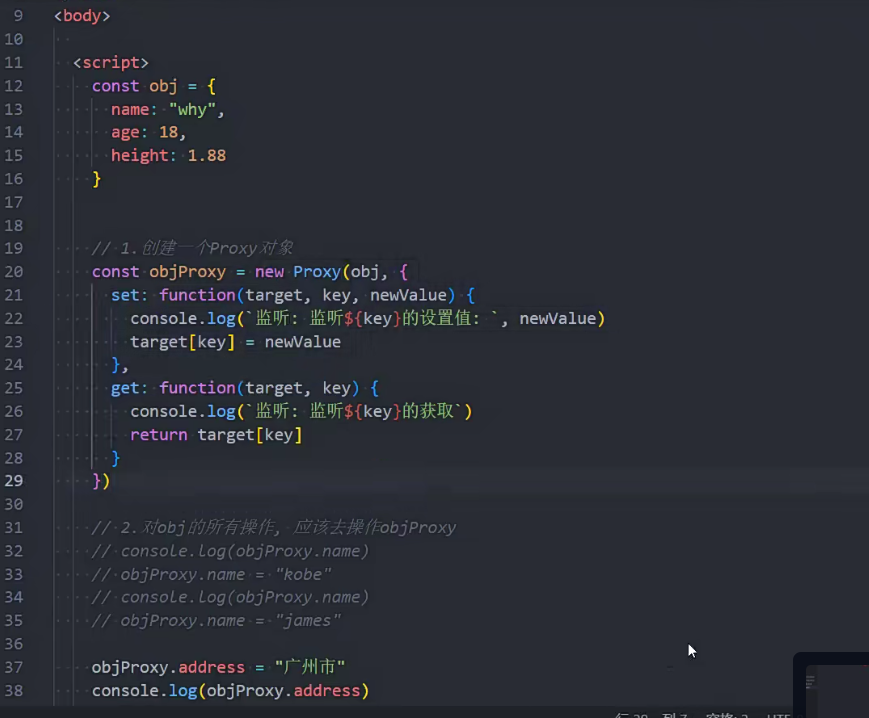 9 <body>
10
11 <script>
12 const obj = {
13 name: "why",
14 age: 18,
15 height: 1.88
16 }
17
18
19 // 1.创建一个Proxy对象
20 const objProxy = new Proxy(obj, {
21 set: function(target, key, newValue) {
22 console.log(`监听: 监听${key}的设置值: `, newValue)
23 target[key] = newValue
24 },
25 get: function(target, key) {
26 console.log(`监听: 监听${key}的获取`)
27 return target[key]
28 }
29 })
30
31 // 2.对obj的所有操作, 应该去操作objProxy
32 // console.log(objProxy.name)
33 // objProxy.name = "kobe"
34 // console.log(objProxy.name)
35 // objProxy.name = "james"
36
37 objProxy.address = "广州市"
38 console.log(objProxy.address)